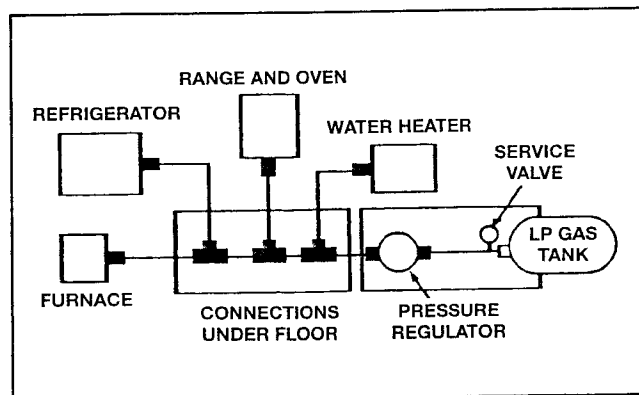 RANGE AND OVEN
REFRIGERATOR
WATER HEATER
SERVICE
VALVE
LP GAS
TANK
FURNACE
CONNECTIONS
UNDER FLOOR
PRESSURE
REGULATOR